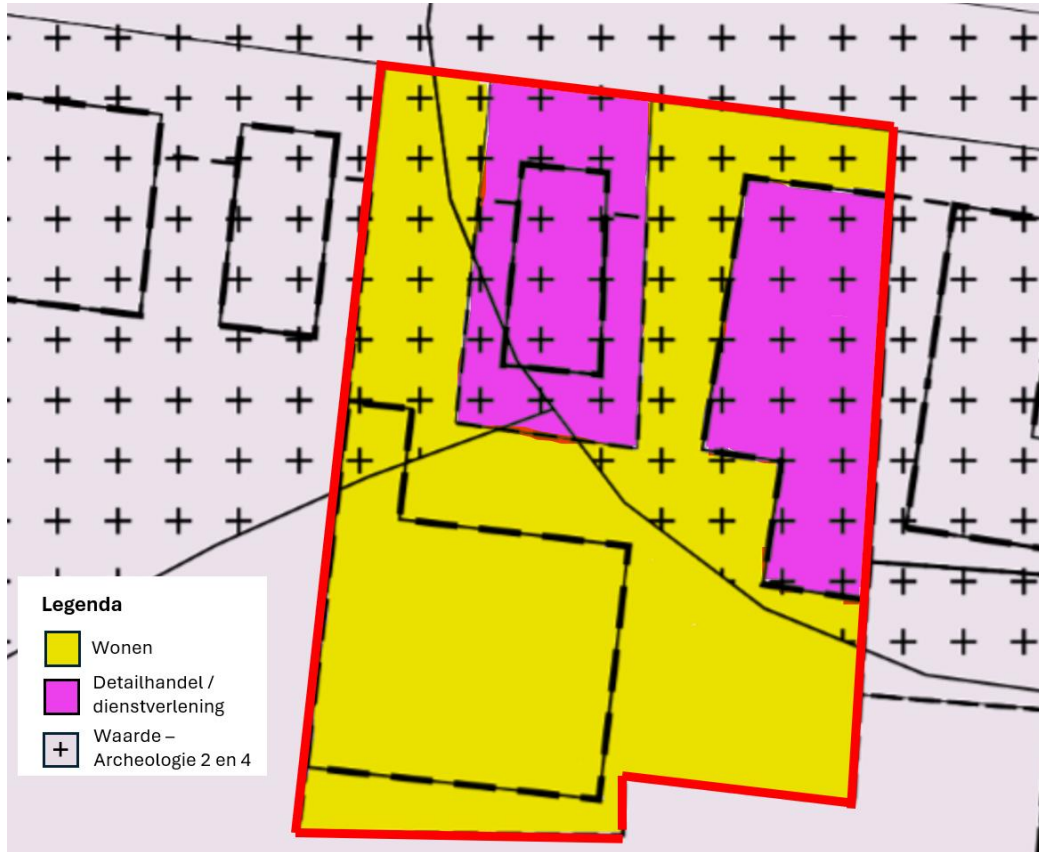 Legenda
Wonen
Detailhandel /
dienstverlening
Waarde –
Archeologie 2 en 4